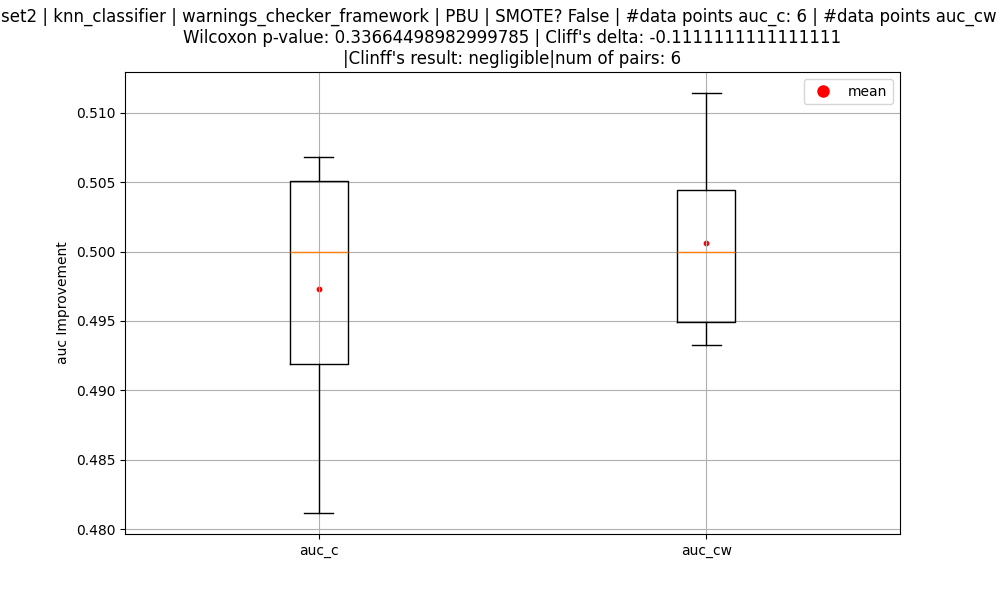 set2 | knn_classifier | warnings_checker_framework | PBU | SMOTE? False | #data points auc_c: 6 | #data points auc_cw
Wilcoxon p-value: 0.33664498982999785 | Cliff's delta: -0.1111111111111111
|Clinff's result: negligible|num of pairs: 6
mean
0.510
0.505
0.500
0.495
0.490
0.485
0.480
auc Improvement
auc_c
auc_cw